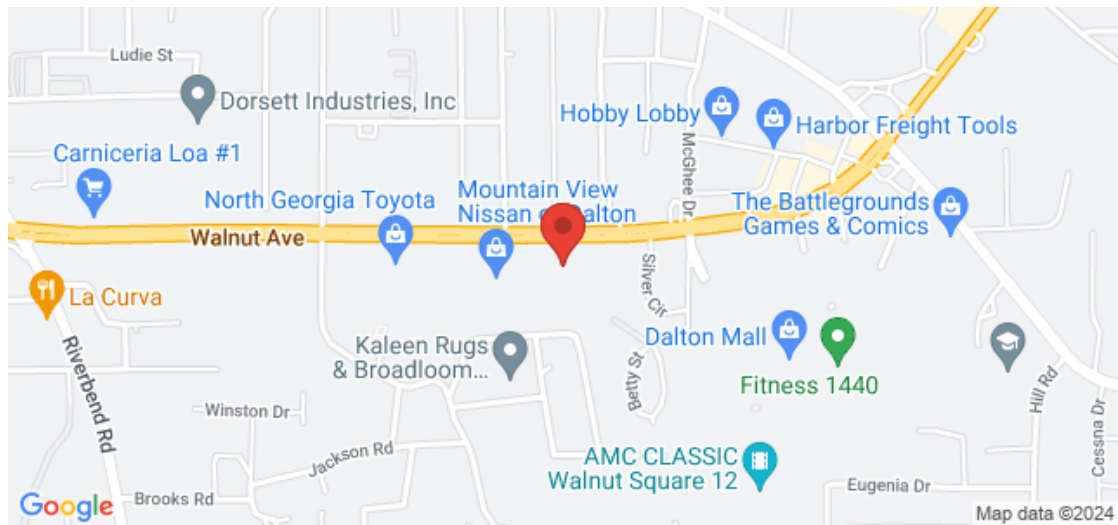 Ludie St
Dorsett Industries, Inc
Hobby Lobby
Harbor Freight Tools
McGhee Dr
Carniceria Loa #1
North Georgia Toyota
Mountain View
Nissan of Dalton
The Battlegrounds
Games & Comics
Walnut Ave
Silver Cir
La Curva
Riverbend Rd
Kaleen Rugs
& Broadloom...
Dalton Mall
Fitness 1440
Betty St
Hill Rd
Cessna Dr
Winston Dr
Jackson Rd
AMC CLASSIC
Walnut Square 12
Eugenia Dr
Brooks Rd
Google
Map data ©2024